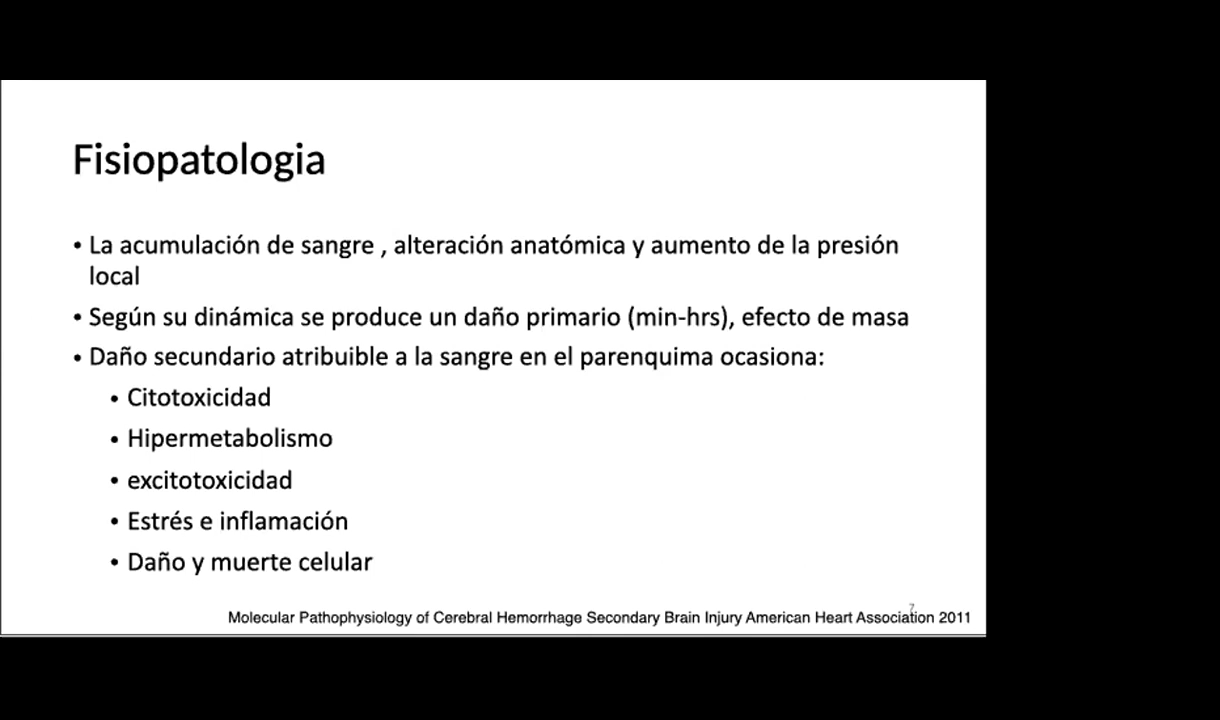 Fisiopatologia
• La acumulación de sangre , alteración anatómica y aumento de la presión
local
• Según su dinámica se produce un daño primario (min-hrs), efecto de masa
• Daño secundario atribuible a la sangre en el parenquima ocasiona:
• Citotoxicidad
• Hipermetabolismo
• excitotoxicidad
• Estrés e inflamación
• Daño y muerte celular
7
Molecular Pathophysiology of Cerebral Hemorrhage Secondary Brain Injury American Heart Association 2011